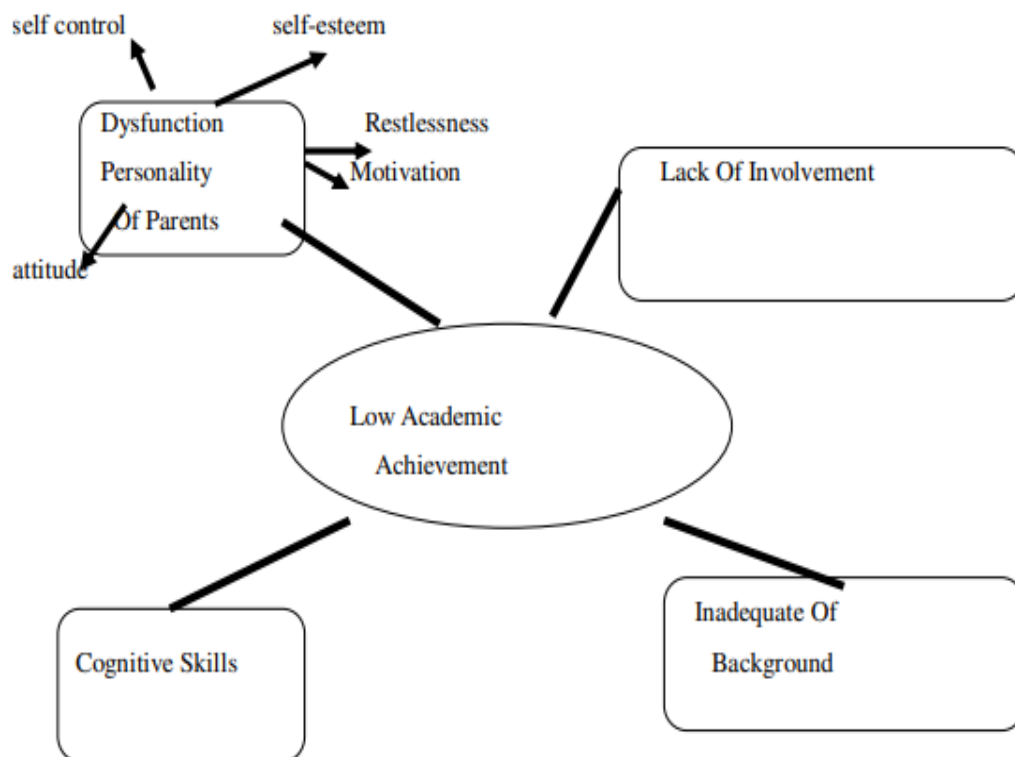 self control
self-esteem
Dysfunction
Personality
Of Parents
Restlessness
Motivation
attitude
Lack Of Involvement
Low Academic
Achievement
Cognitive Skills
Inadequate Of
Background